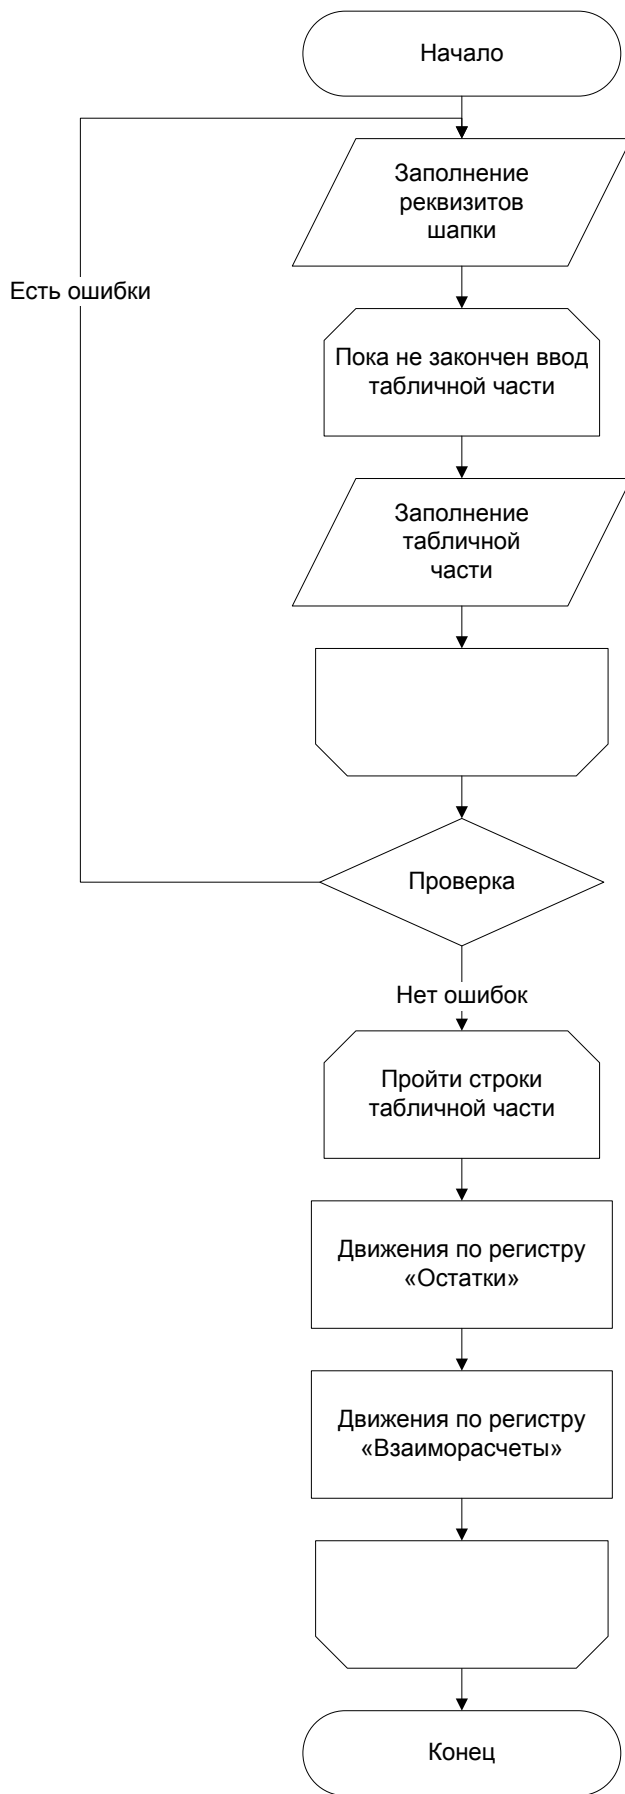 Начало
Заполнение
реквизитов
шапки
Есть ошибки
Пока не закончен ввод
табличной части
Заполнение
табличной
части
Проверка
Нет ошибок
Пройти строки
табличной части
Движения по регистру
«Остатки»
Движения по регистру
«Взаиморасчеты»
Конец